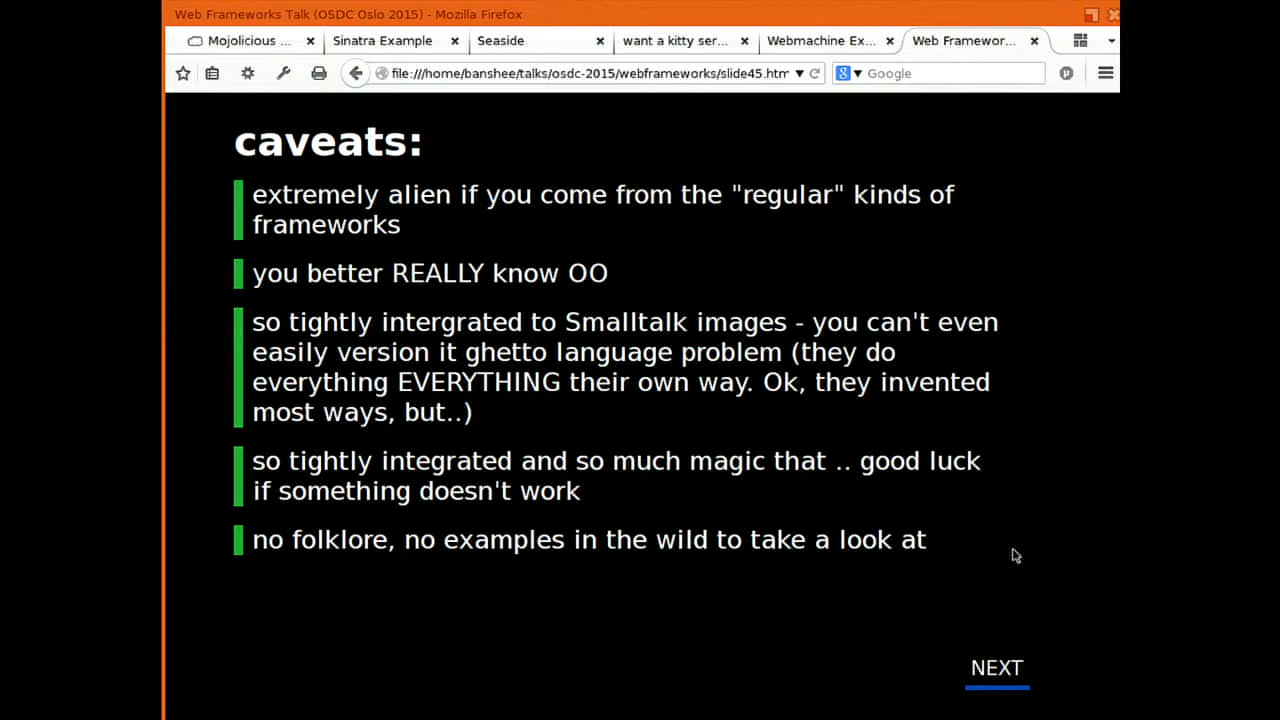 Web Frameworks Talk (OSDC Oslo 2015) - Mozilla Firefox
Mojolicious ... Sinatra Example Seaside want a kitty ser... Webmachine Ex... Web Framewor...
file:///home/banshee/talks/osdc-2015/webframeworks/slide45.htm Google
caveats:
extremely alien if you come from the "regular" kinds of
frameworks
you better REALLY know OO
so tightly intergrated to Smalltalk images - you can't even
easily version it ghetto language problem (they do
everything EVERYTHING their own way. Ok, they invented
most ways, but..)
so tightly integrated and so much magic that .. good luck
if something doesn't work
no folklore, no examples in the wild to take a look at
NEXT